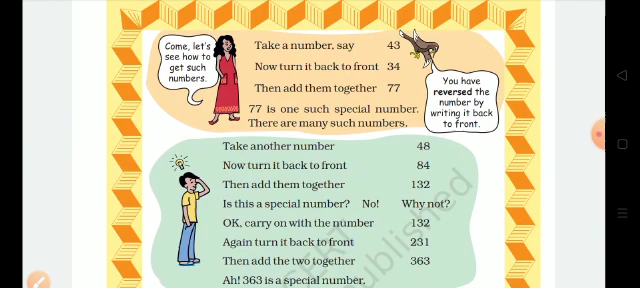 Come, let's
see how to
get such
numbers.
Take a number, say 43
Now turn it back to front 34
Then add them together 77
77 is one such special number.
There are many such numbers.
You have
reversed the
number by
writing it back
to front.
Take another number 48
Now turn it back to front 84
Then add them together 132
Is this a special number? No! Why not?
OK, carry on with the number 132
Again turn it back to front 231
Then add the two together 363
Ah! 363 is a special number.